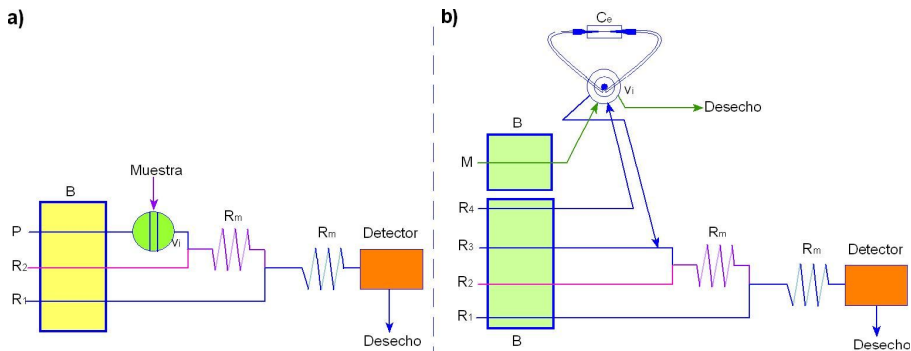 a)
Muestra
B
P
Vi
R2
R1
Rm
Rm
Detector
Desecho
b)
Ce
Vi
Desecho
B
M
R4
R3
R2
R1
B
Rm
Rm
Detector
Desecho